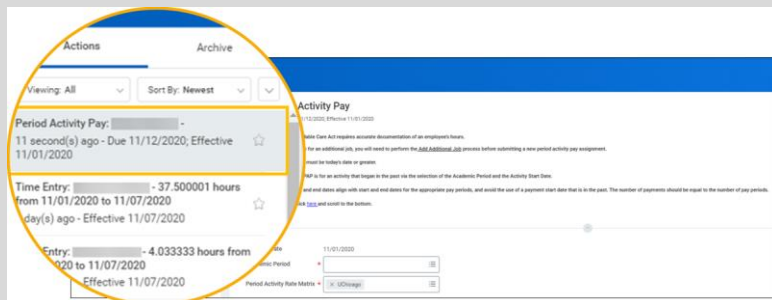 Actions
Archive
Viewing: All
Sort By: Newest
Period Activity Pay: -
11 second(s) ago - Due 11/12/2020; Effective
11/01/2020
Time Entry: - 37.500001 hours
from 11/01/2020 to 11/07/2020
day(s) ago - Effective 11/07/2020
Entry: - 4.033333 hours from
2020 to 11/07/2020
Effective 11/07/2020
Activity Pay
11/12/2020, Effective 11/01/2020
Care Act requires accurate documentation of an employee's hours.
for an additional job, you will need to perform the Add Additional Job process before submitting a new period activity pay assignment.
must be today's date or greater.
PAP is for an activity that began in the past via the selection of the Academic Period and the Activity Start Date.
and end dates align with start and end dates for the appropriate pay periods, and avoid the use of a payment start date that is in the past. The number of payments should be equal to the number of pay periods.
here and scroll to the bottom.
11/01/2020
Period *
Period Activity Rate Matrix * × UChicago